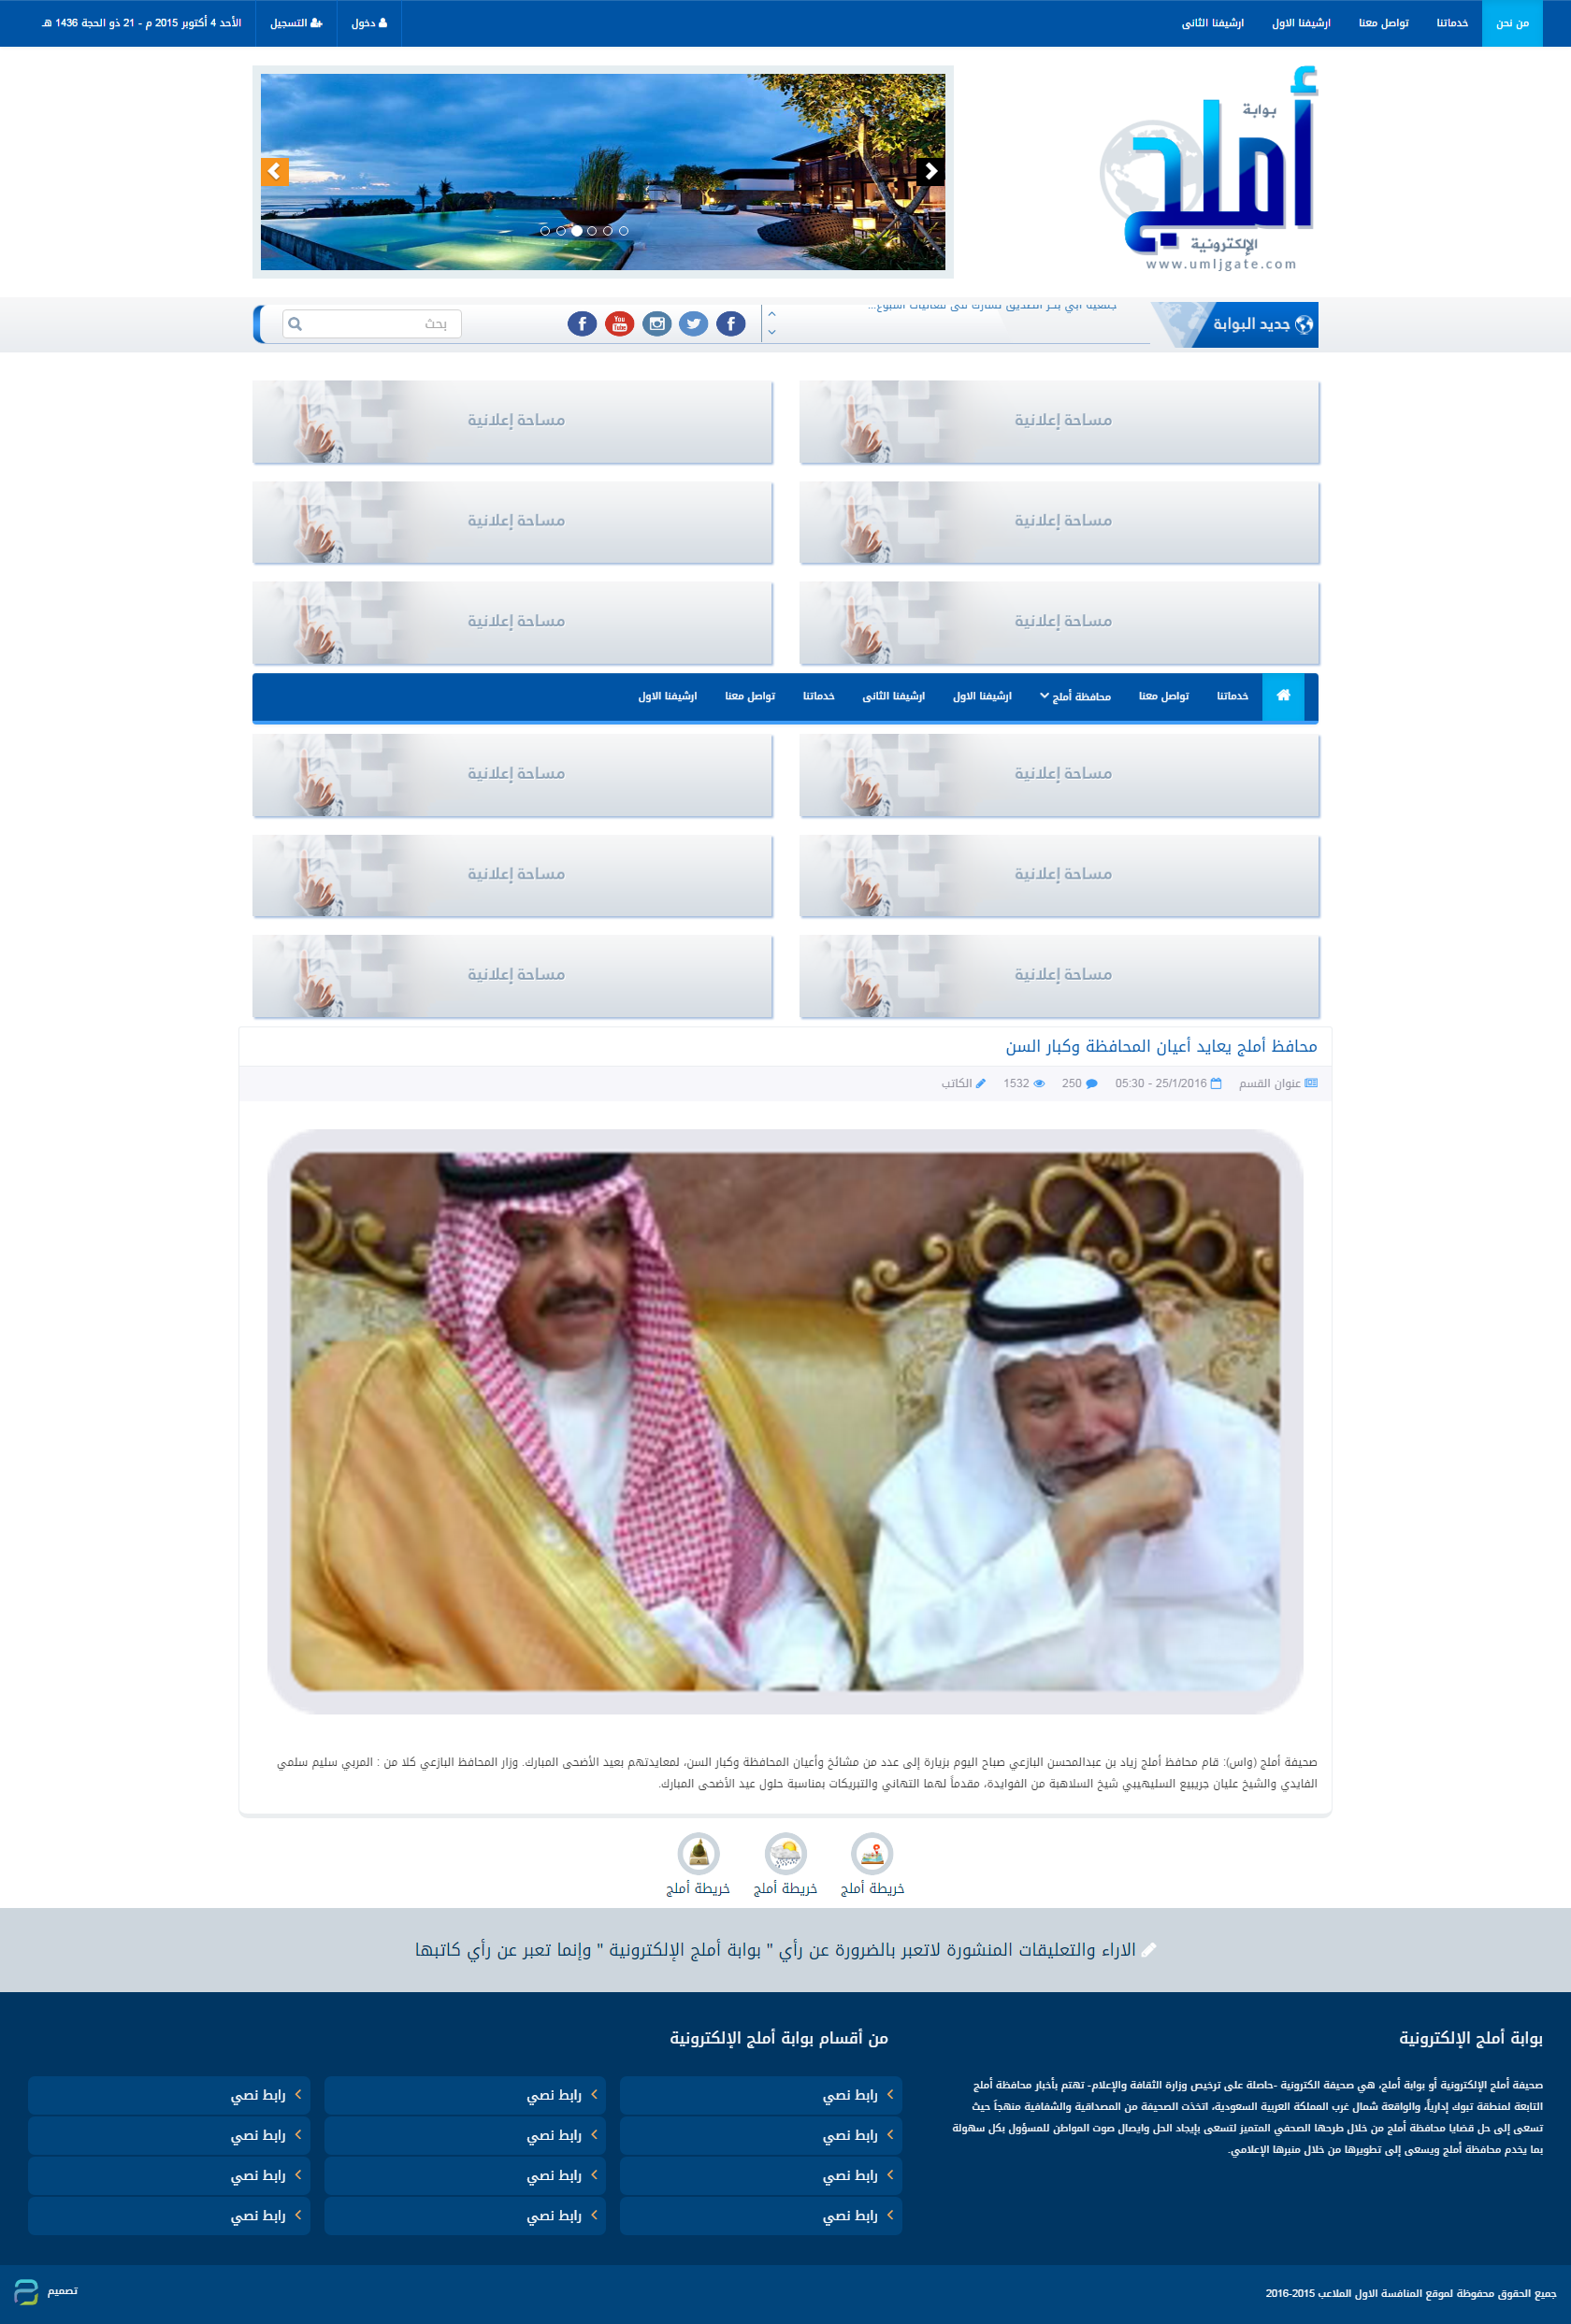 من نحن
خدماتنا
تواصل معنا
ارشيفنا الاول
ارشيفنا الثانى
دخول
التسجيل
الأحد 4 أكتوبر 2015 م - 21 ذو الحجة 1436 هـ
بوابة
أملج
الإلكترونية
www.umljgate.com
جديد البوابة
جمعية أبي بكر الصديق تشارك في فعاليات أسبوع...
بحث
مساحة إعلانية
مساحة إعلانية
مساحة إعلانية
مساحة إعلانية
مساحة إعلانية
مساحة إعلانية
خدماتنا
تواصل معنا
محافظة أملج
ارشيفنا الاول
ارشيفنا الثانى
خدماتنا
تواصل معنا
ارشيفنا الاول
مساحة إعلانية
مساحة إعلانية
مساحة إعلانية
مساحة إعلانية
مساحة إعلانية
مساحة إعلانية
محافظ أملج يعايد أعيان المحافظة وكبار السن
عنوان القسم 25/1/2016 - 05:30 250 1532 الكاتب
صحيفة أملج (واس): قام محافظ أملج زياد بن عبدالمحسن البازعي صباح اليوم بزيارة إلى عدد من مشائخ وأعيان المحافظة وكبار السن، لمعايدتهم بعيد الأضحى المبارك. وزار المحافظ البازعي كلا من : المربي سليم سلمي
الفايدي والشيخ عليان جريبيع السليهيبي شيخ السلاهبة من الفوايدة، مقدماً لهما التهاني والتبريكات بمناسبة حلول عيد الأضحى المبارك.
خريطة أملج
خريطة أملج
خريطة أملج
الاراء والتعليقات المنشورة لاتعبر بالضرورة عن رأي " بوابة أملج الإلكترونية " وإنما تعبر عن رأي كاتبها
بوابة أملج الإلكترونية
صحيفة أملج الإلكترونية أو بوابة أملج، هي صحيفة الكترونية -حاصلة على ترخيص وزارة الثقافة والإعلام- تهتم بأخبار محافظة أملج
التابعة لمنطقة تبوك إدارياً، والواقعة شمال غرب المملكة العربية السعودية، اتخذت الصحيفة من المصداقية والشفافية منهجاً حيث
تسعى إلى حل قضايا محافظة أملج من خلال طرحها الصحفي المتميز لتسعى بإيجاد الحل وايصال صوت المواطن للمسؤول بكل سهولة
بما يخدم محافظة أملج ويسعى إلى تطويرها من خلال منبرها الإعلامي.
من أقسام بوابة أملج الإلكترونية
رابط نصي
رابط نصي
رابط نصي
رابط نصي
رابط نصي
رابط نصي
رابط نصي
رابط نصي
رابط نصي
رابط نصي
رابط نصي
رابط نصي
جميع الحقوق محفوظة لموقع المنافسة الاول الملاعب 2015-2016
تصميم